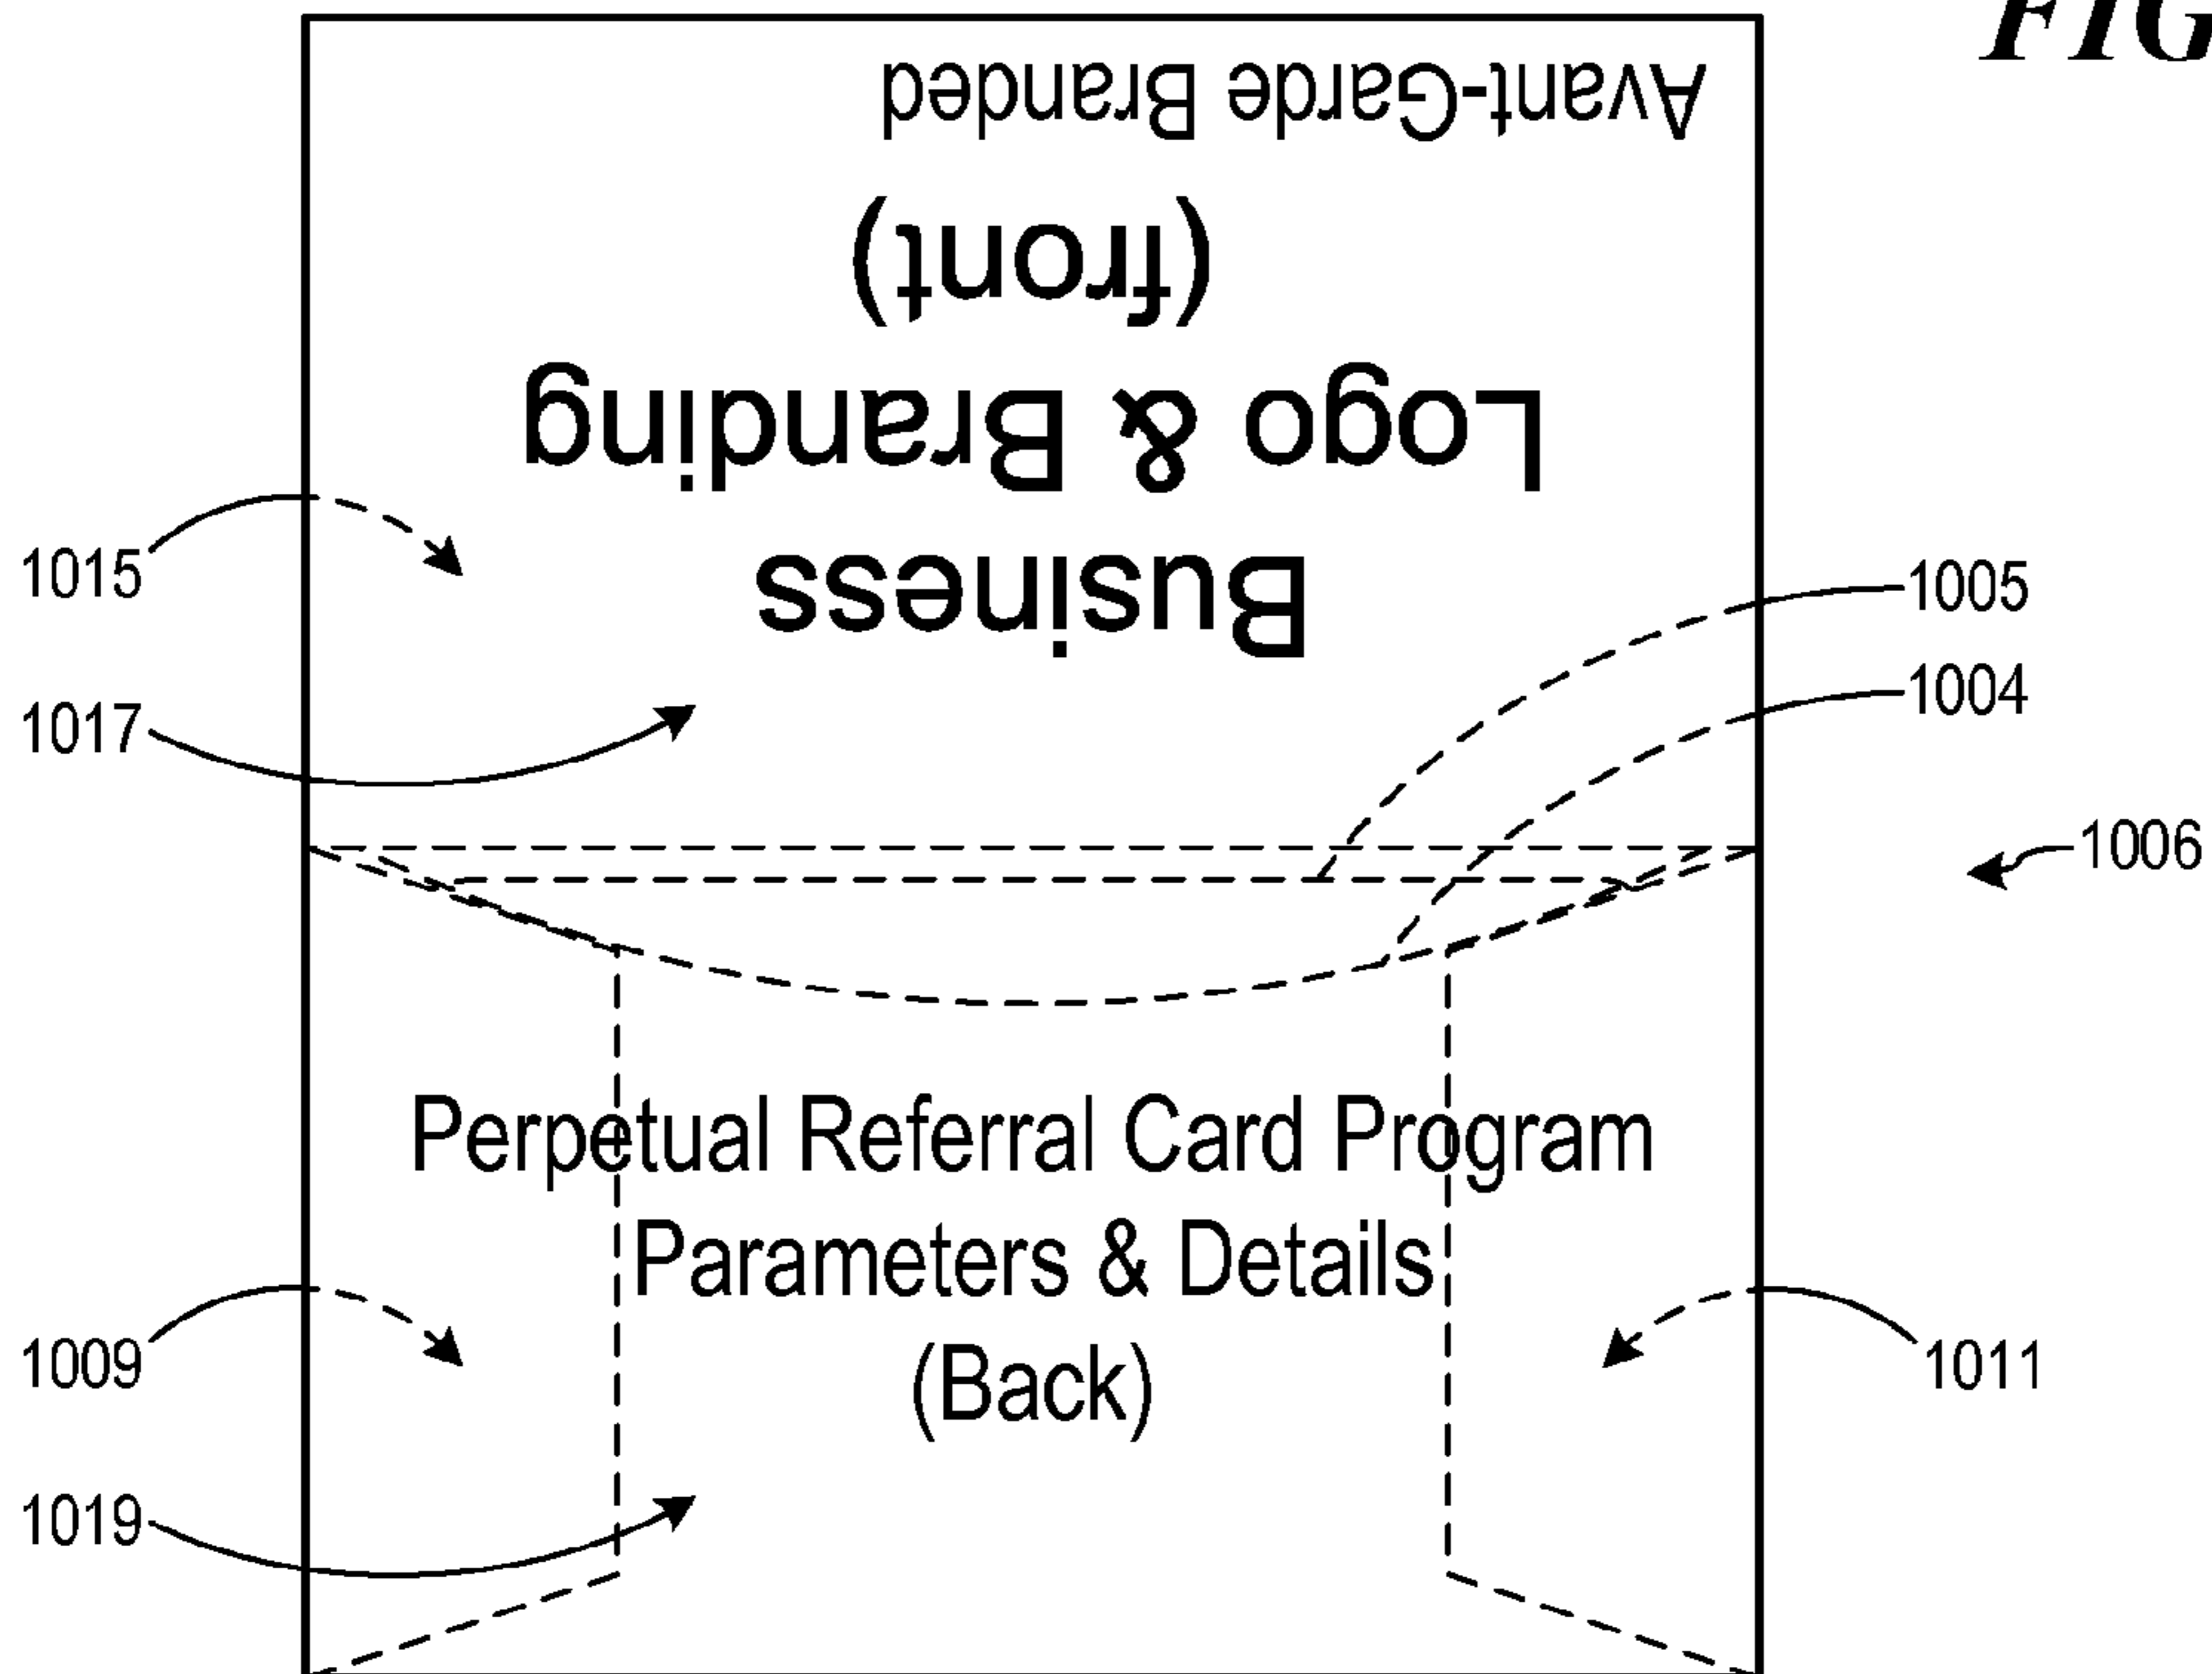 FIG
Avant-Garde Branded
(front)
Logo & Branding
Business
1015
1017
1005
1004
1006
Perpetual Referral Card Program
Parameters & Details
(Back)
1009
1011
1019